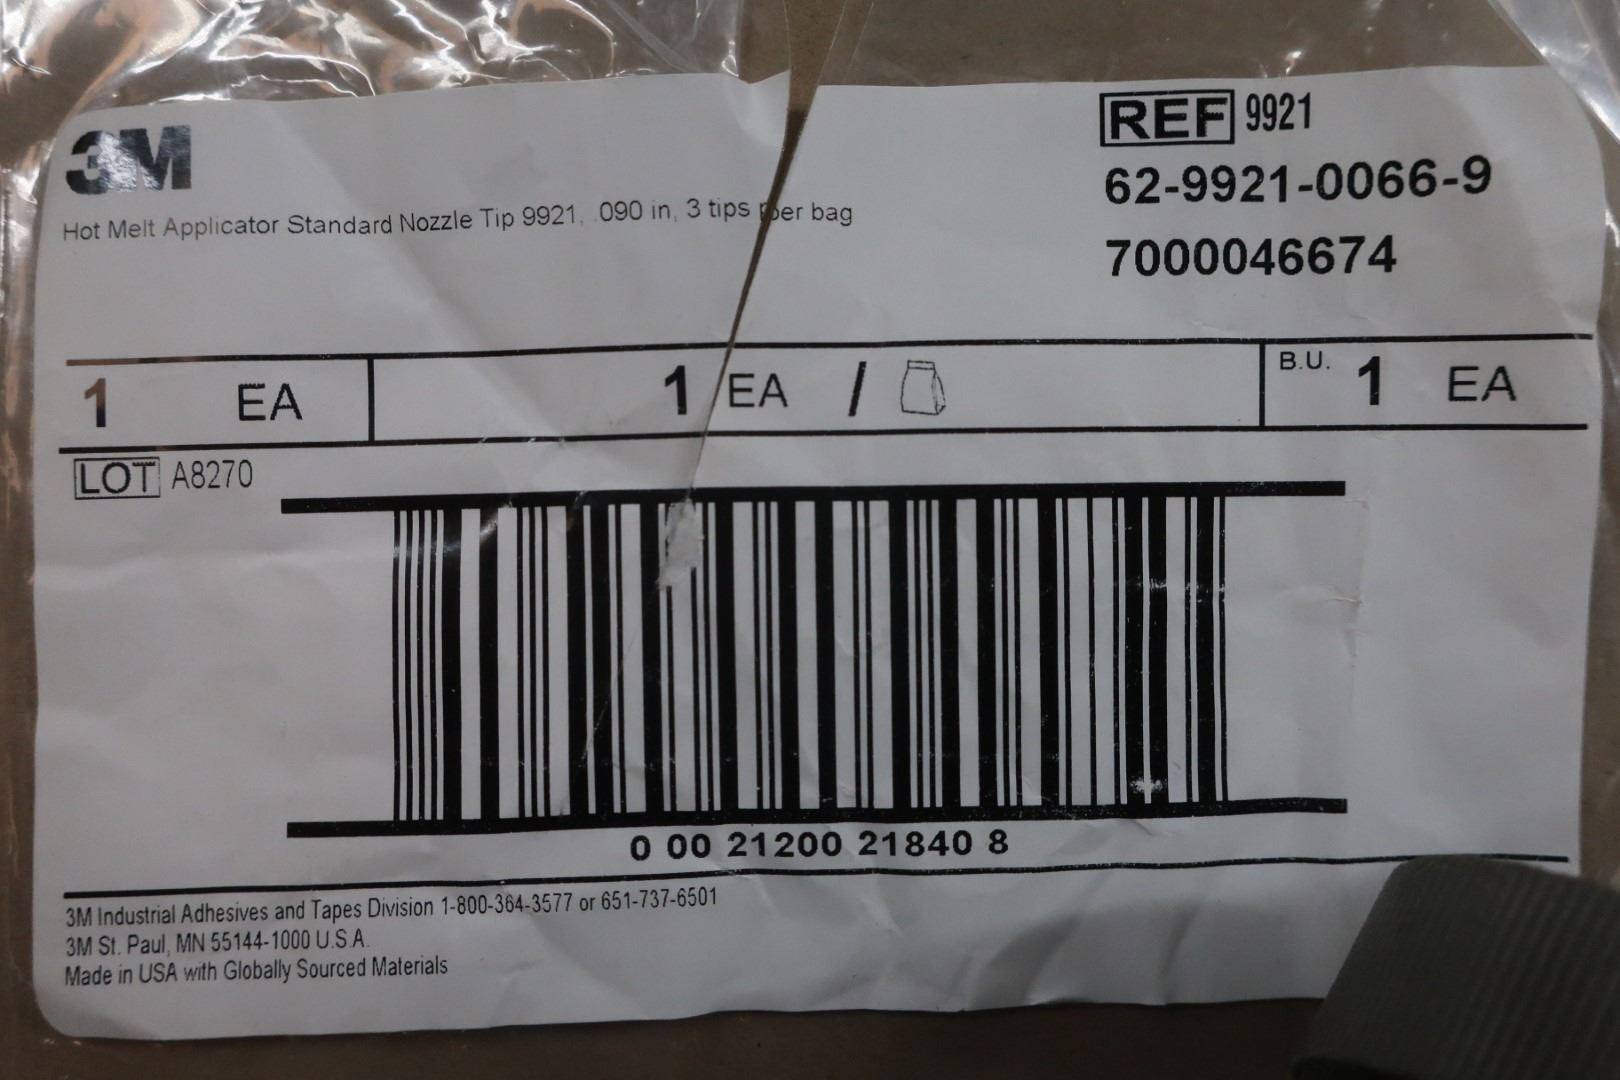 3M
REF 9921
62-9921-0066-9
7000046674
Hot Melt Applicator Standard Nozzle Tip 9921, .090 in, 3 tips per bag
1 EA
1 EA /
B.U. 1 EA
LOT A8270
0 00 21200 21840 8
3M Industrial Adhesives and Tapes Division 1-800-364-3577 or 651-737-6501
3M St. Paul, MN 55144-1000 U.S.A.
Made in USA with Globally Sourced Materials